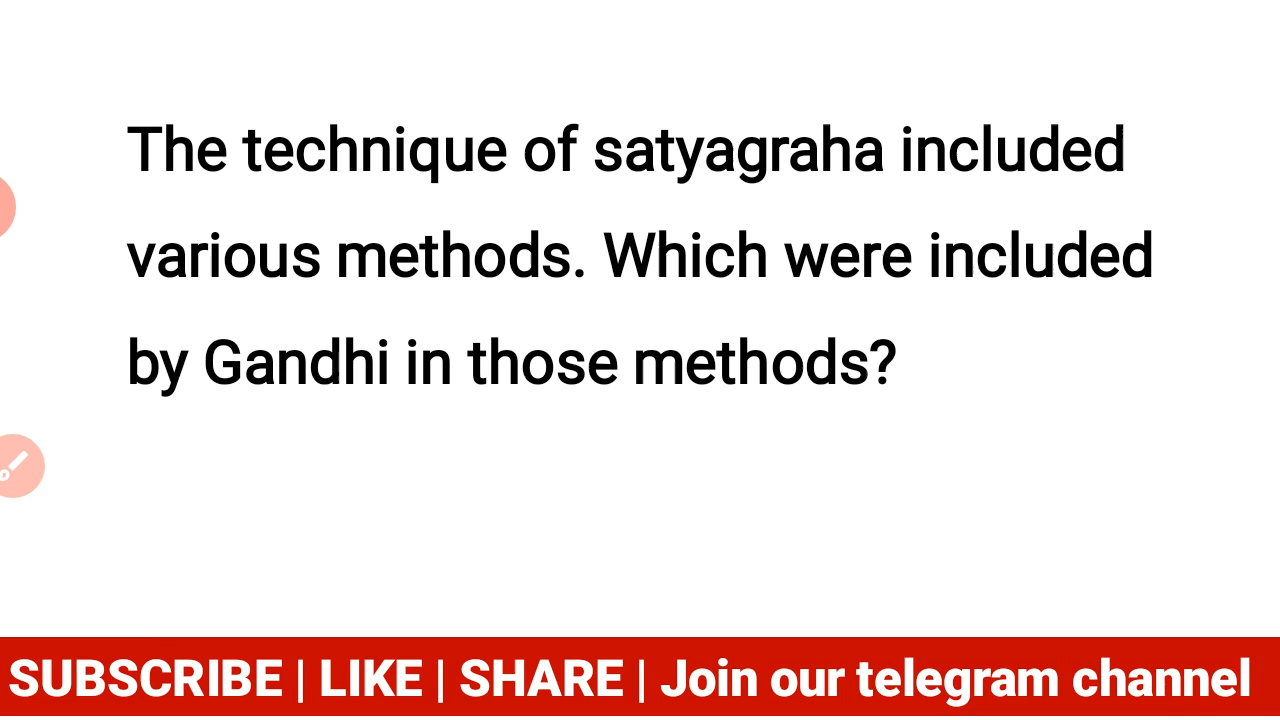 The technique of satyagraha included
various methods. Which were included
by Gandhi in those methods?
SUBSCRIBE | LIKE | SHARE | Join our telegram channel